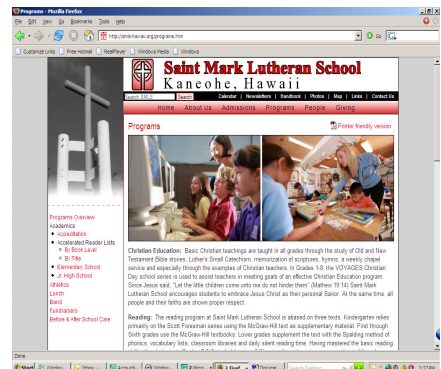 Programs - Mozilla Firefox
File Edit View Go Bookmarks Tools Help
http://smls-hawaii.org/programs.htm
Go
Customize Links Free Hotmail RealPlayer Windows Media Windows
Saint Mark Lutheran School
Kaneohe, Hawaii
Search SMLS Search Calendar | Newsletters | Handbook | Photos | Map | Links | Contact Us
Home About Us Admissions Programs People Giving
Programs
Printer friendly version
Programs Overview
Academics
Accreditation
Accelerated Reader Lists
By Book Level
By Title
Elementary School
Jr. High School
Athletics
Lunch
Band
Fundraisers
Before & After School Care
Christian Education: Basic Christian teachings are taught in all grades through the study of Old and New
Testament Bible stories, Luther's Small Catechism, memorization of scriptures, hymns, a weekly chapel
service and especially through the examples of Christian teachers. In Grades 1-8, the VOYAGES Christian
Day school series is used to assist teachers in meeting goals of an effective Christian Education program.
Since Jesus said, "Let the little children come unto me do not hinder them" (Mathew 19:14) Saint Mark
Lutheran School encourages students to embrace Jesus Christ as their personal Savior. At the same time, all
people and their faiths are shown proper respect.
Reading: The reading program at Saint Mark Lutheran School is abased on three texts. Kindergarten relies
primarily on the Scott Foresman series using the McGraw-Hill text as supplementary material. First through
Sixth grades use the McGraw-Hill textbooks. Lower grades supplement the text with the Spalding method of
phonics, vocabulary lists, classroom libraries and daily silent reading time. Having mastered the basic reading
Done
Start Inbox Account Window 3 Firef Docume Search Desktop